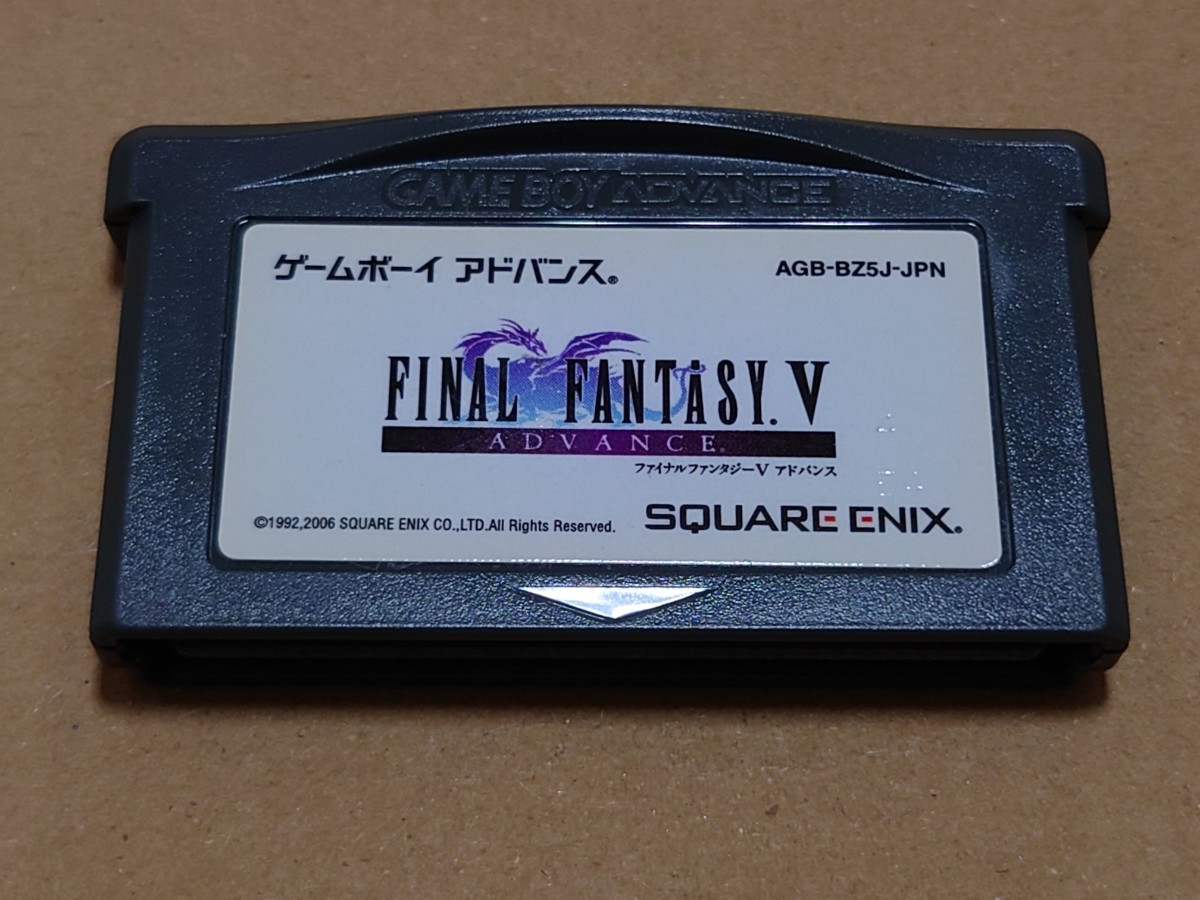 GAME BOY ADVANCE
ゲームボーイ アドバンス® AGB-BZ5J-JPN
FINAL FANTASY. V
ADVANCE®
ファイナルファンタジーV アドバンス
©1992,2006 SQUARE ENIX CO.,LTD.All Rights Reserved. SQUARE ENIX®